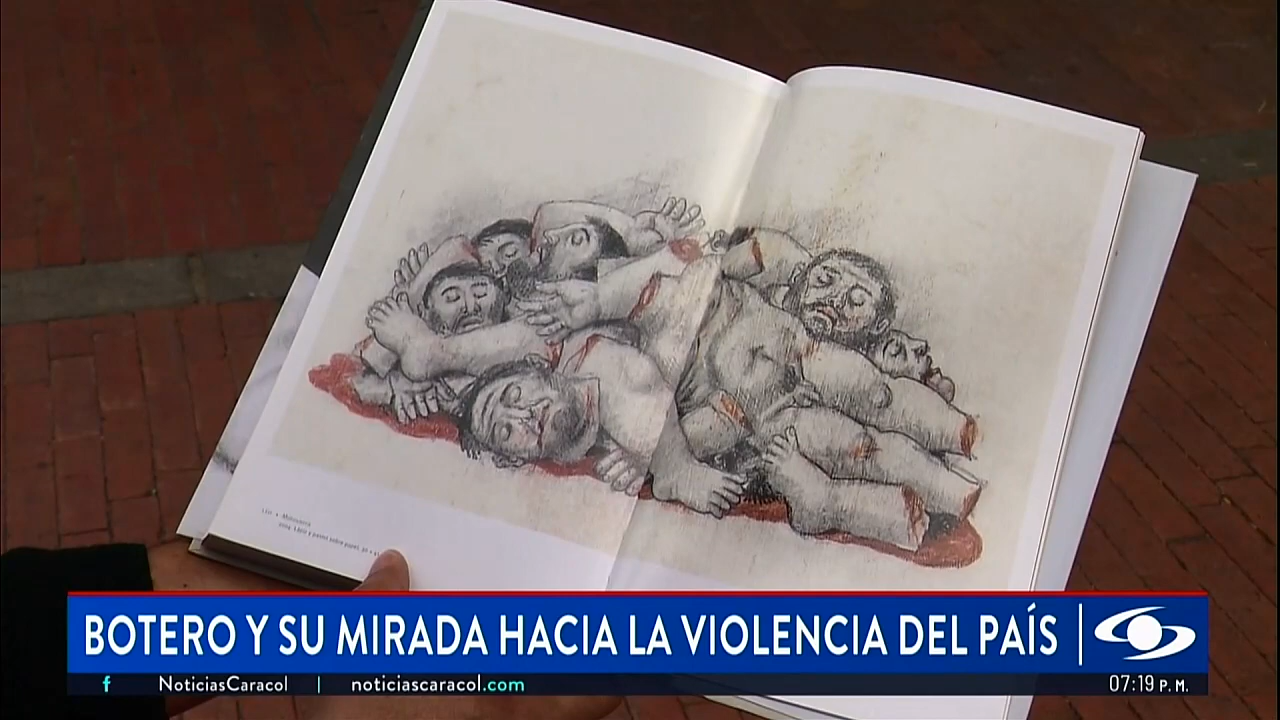 BOTERO Y SU MIRADA HACIA LA VIOLENCIA DEL PAÍS
NoticiasCaracol | noticiascaracol.com
07:19 P. M.